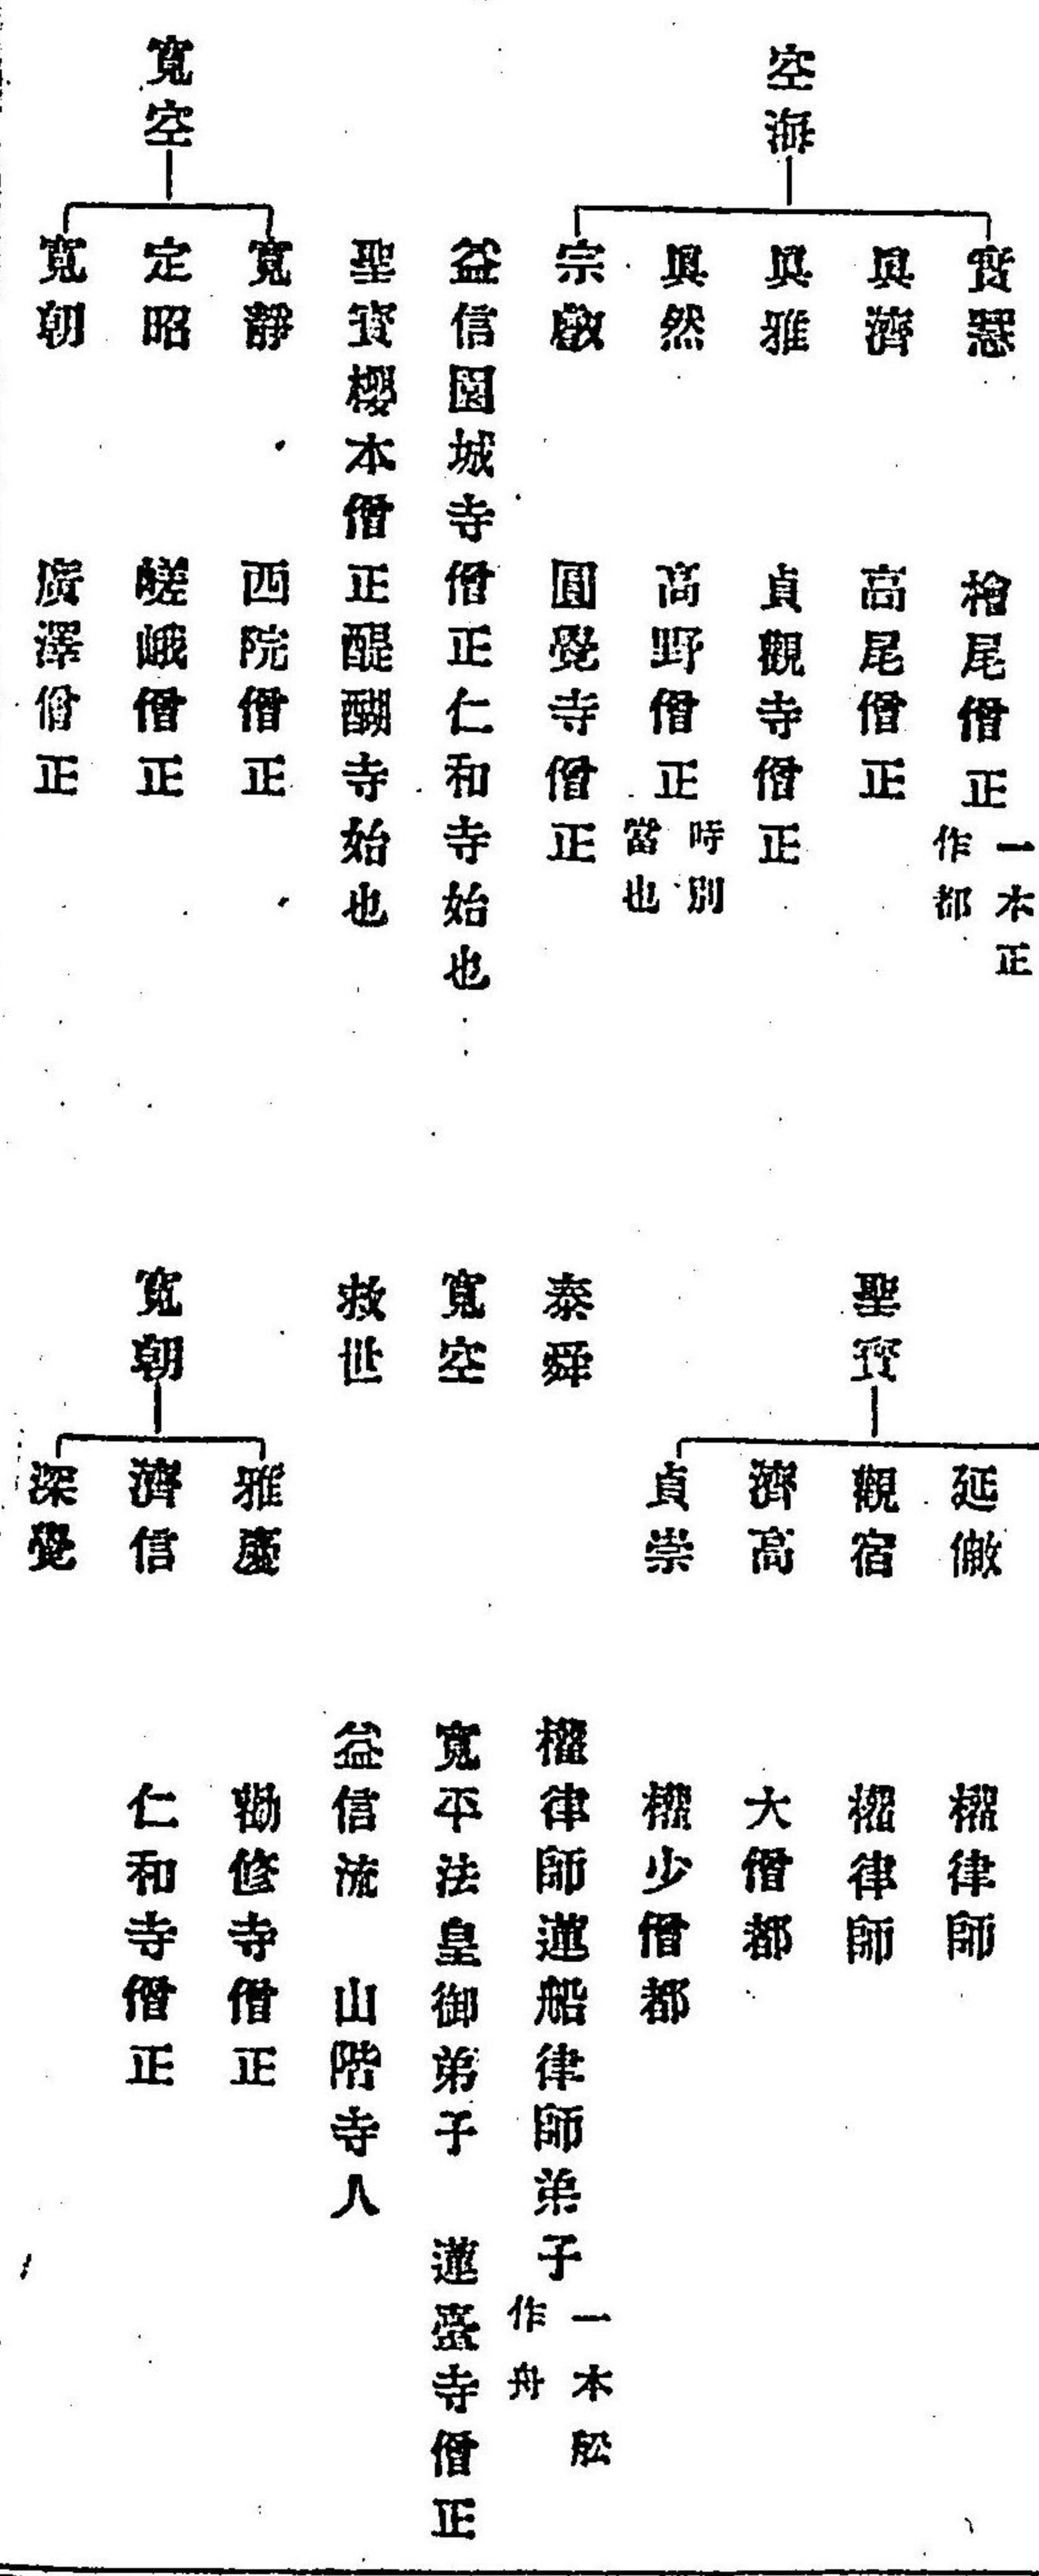 空海
實慧 檜尾僧正 一本正作都
眞濟 高尾僧正
眞雅 貞觀寺僧正
眞然 高野僧正 時別當也
宗叡 圓覺寺僧正
益信園城寺僧正仁和寺始也
聖寶櫻本僧正醍醐寺始也
寬空
寬靜 西院僧正
定昭 嵯峨僧正
寬朝 廣澤僧正
聖寶
延敒 權律師
觀宿 權律師
濟高 大僧都
貞崇 權少僧都
泰舜 權律師蓮船律師弟子 一本舩作舟
寬空 寬平法皇御弟子 蓮臺寺僧正
救世 益信流 山階寺人
寬朝
雅慶 勸修寺僧正
濟信 仁和寺僧正
深覺